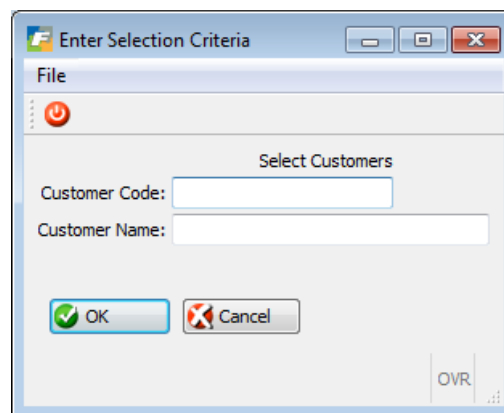 Enter Selection Criteria
File
Select Customers
Customer Code:
Customer Name:
OK Cancel
OVR